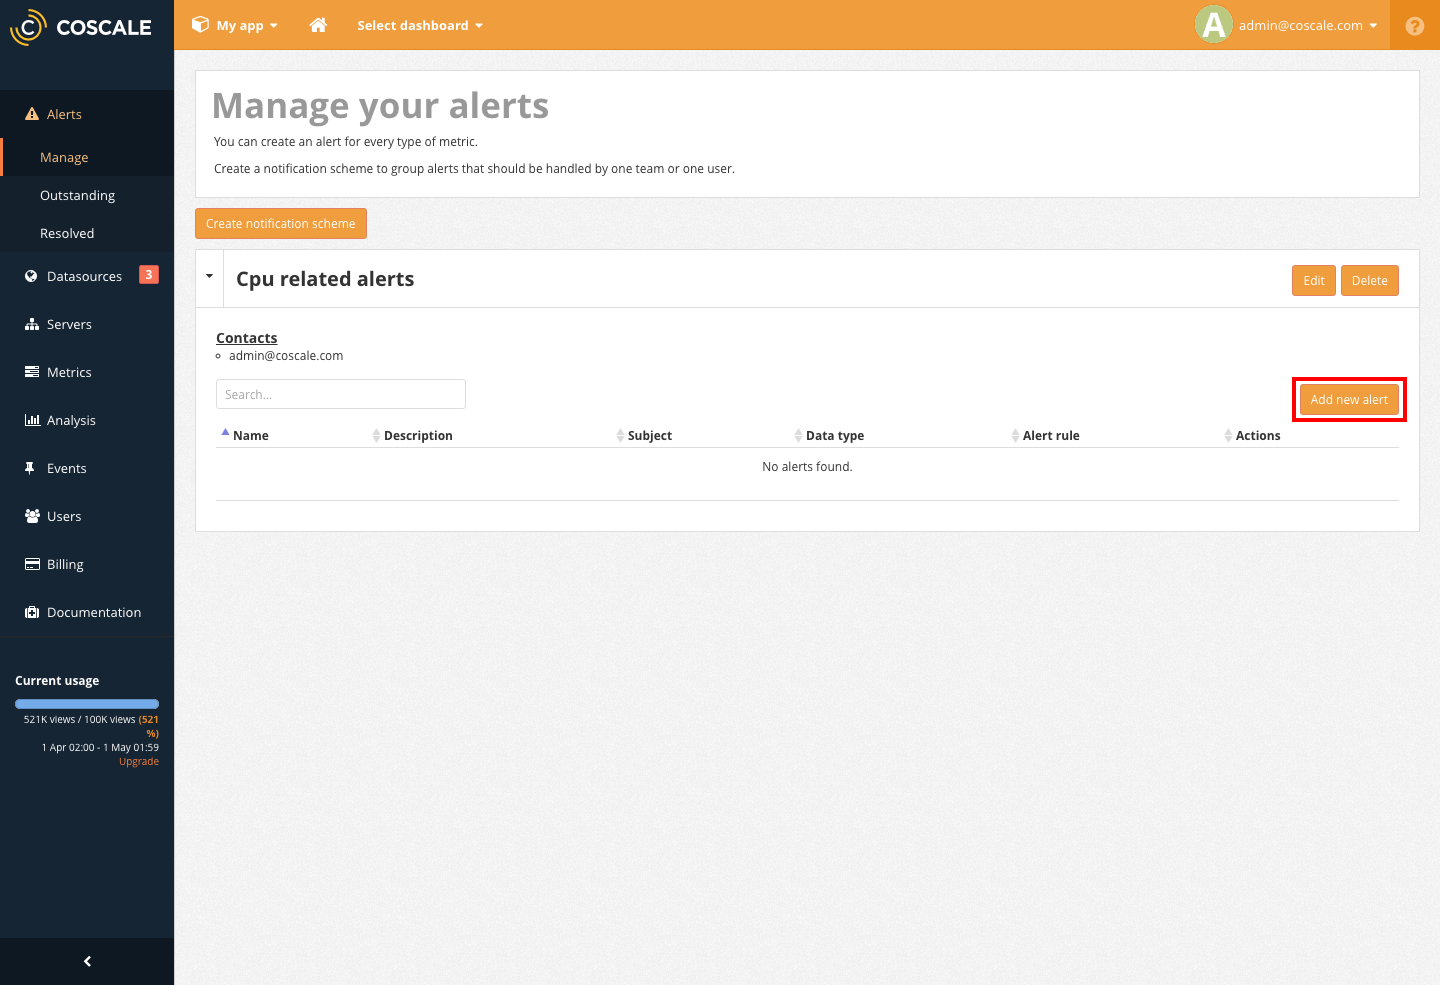 COSCALE
My app
Select dashboard
A
admin@coscale.com
?
Alerts
Manage
Outstanding
Resolved
Datasources 3
Servers
Metrics
Analysis
Events
Users
Billing
Documentation
Current usage
521K views / 100K views (521
%)
1 Apr 02:00 - 1 May 01:59
Upgrade
Manage your alerts
You can create an alert for every type of metric.
Create a notification scheme to group alerts that should be handled by one team or one user.
Create notification scheme
Cpu related alerts
Edit
Delete
Contacts
admin@coscale.com
Search...
Add new alert
Name Description Subject Data type Alert rule Actions
No alerts found.